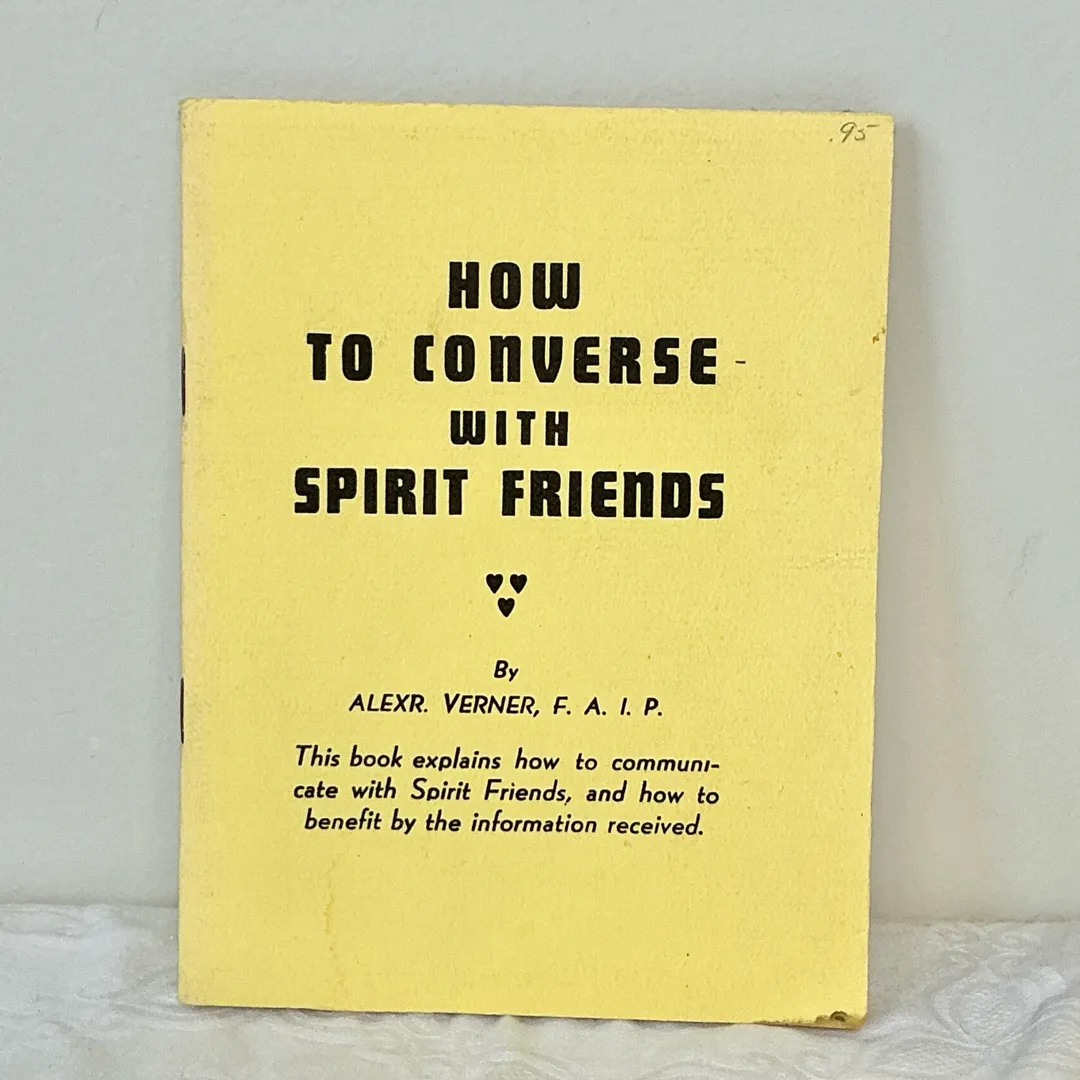 .95
HOW
TO CONVERSE -
WITH
SPIRIT FRIENDS
By
ALEXR. VERNER, F. A. I. P.
This book explains how to communi-
cate with Spirit Friends, and how to
benefit by the information received.